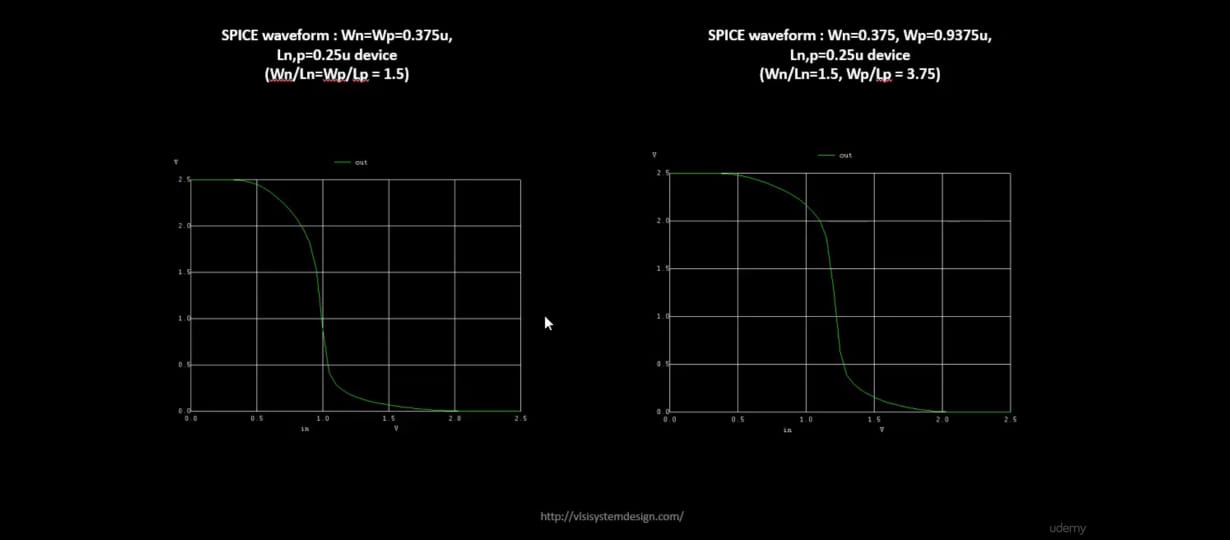 SPICE waveform : Wn=Wp=0.375u,
Ln,p=0.25u device
(Wn/Ln=Wp/Lp = 1.5)
SPICE waveform : Wn=0.375, Wp=0.9375u,
Ln,p=0.25u device
(Wn/Ln=1.5, Wp/Lp = 3.75)
V
out
2.5
2.0
1.5
1.0
0.5
0.0
0.0 0.5 1.0 1.5 2.0 2.5
in V
V
out
2.5
2.0
1.5
1.0
0.5
0.0
0.0 0.5 1.0 1.5 2.0 2.5
in V
http://vlsisystemdesign.com/
udemy